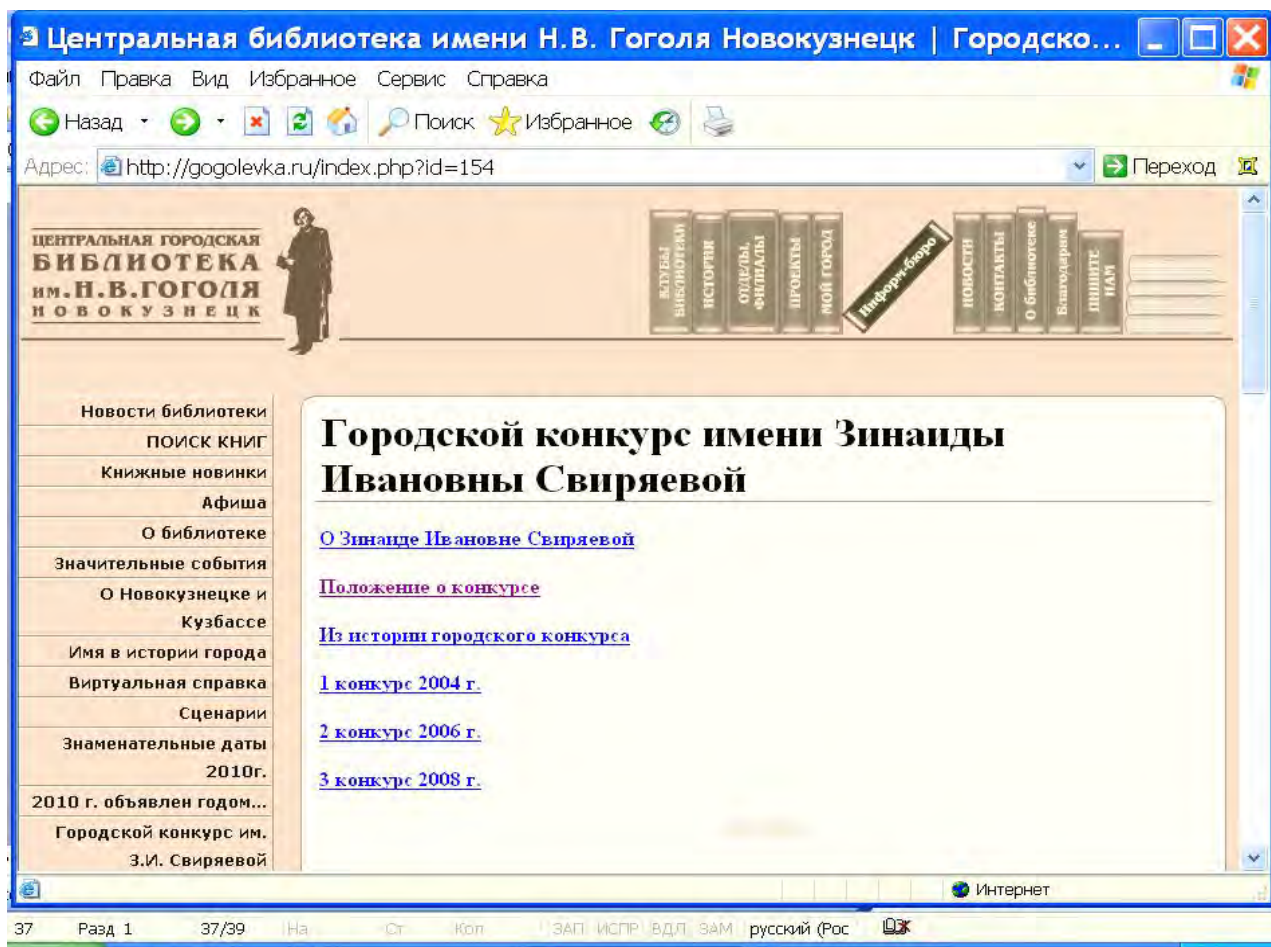 Центральная библиотека имени Н.В. Гоголя Новокузнецк | Городско...
Файл Правка Вид Избранное Сервис Справка
Назад Поиск Избранное
Адрес: http://gogolevka.ru/index.php?id=154 Переход
ЦЕНТРАЛЬНАЯ ГОРОДСКАЯ
БИБЛИОТЕКА
им.Н.В.ГОГОЛЯ
НОВОКУЗНЕЦК
КЛУБЫ
БИБЛИОТЕКИ
ИСТОРИЯ
ОТДЕЛЫ,
ФИЛИАЛЫ
ПРОЕКТЫ
МОЙ ГОРОД
Информ-бюро
НОВОСТИ
КОНТАКТЫ
О библиотеке
Благодарим
ПИШИТЕ
НАМ
Новости библиотеки
ПОИСК КНИГ
Книжные новинки
Афиша
О библиотеке
Значительные события
О Новокузнецке и
Кузбассе
Имя в истории города
Виртуальная справка
Сценарии
Знаменательные даты
2010г.
2010 г. объявлен годом...
Городской конкурс им.
З.И. Свиряевой
Городской конкурс имени Зинаиды
Ивановны Свиряевой
О Зинаиде Ивановне Свиряевой
Положение о конкурсе
Из истории городского конкурса
1 конкурс 2004 г.
2 конкурс 2006 г.
3 конкурс 2008 г.
Интернет
37 Разд 1 37/39 На Ст Кол ЗАП ИСПР ВДЛ ЗАМ русский (Рос